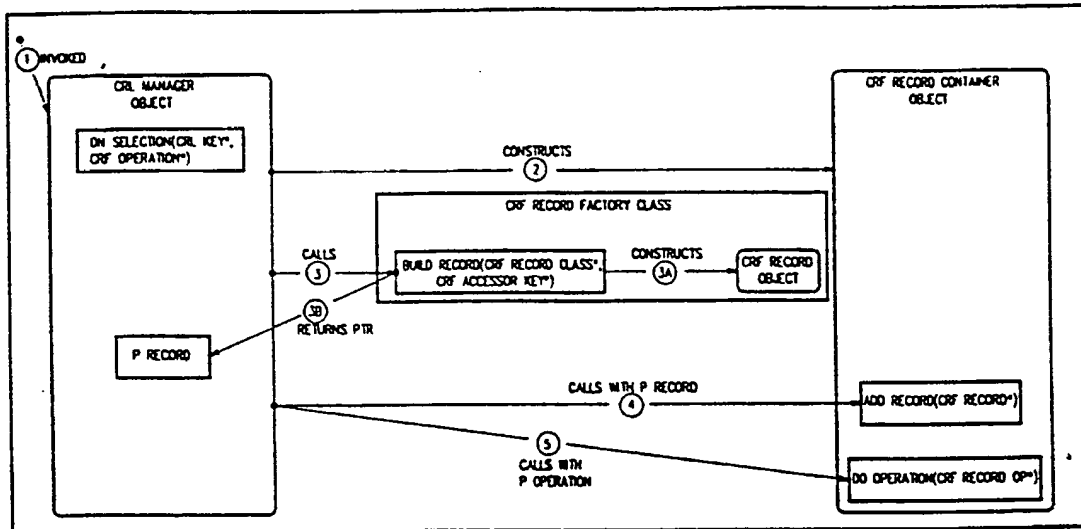 1 INVOKED
CRL MANAGER
OBJECT
ON SELECTION(CRL KEY*,
CRF OPERATION*)
CRF RECORD CONTAINER
OBJECT
CONSTRUCTS
2
CRF RECORD FACTORY CLASS
CALLS
3
BUILD RECORD(CRF RECORD CLASS*,
CRF ACCESSOR KEY*)
CONSTRUCTS
3A
CRF RECORD
OBJECT
3B
RETURNS PTR
P RECORD
CALLS WITH P RECORD
4
ADD RECORD(CRF RECORD*)
5
CALLS WITH
P OPERATION
DO OPERATION(CRF RECORD OP*)